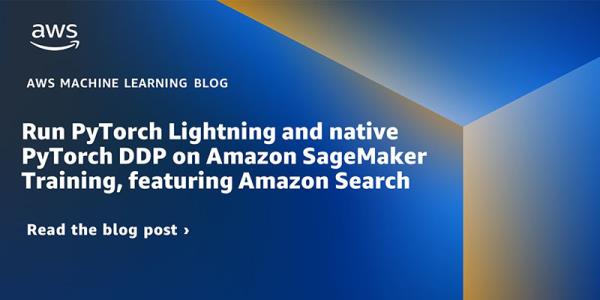 aws
AWS MACHINE LEARNING BLOG
Run PyTorch Lightning and native
PyTorch DDP on Amazon SageMaker
Training, featuring Amazon Search
Read the blog post ›